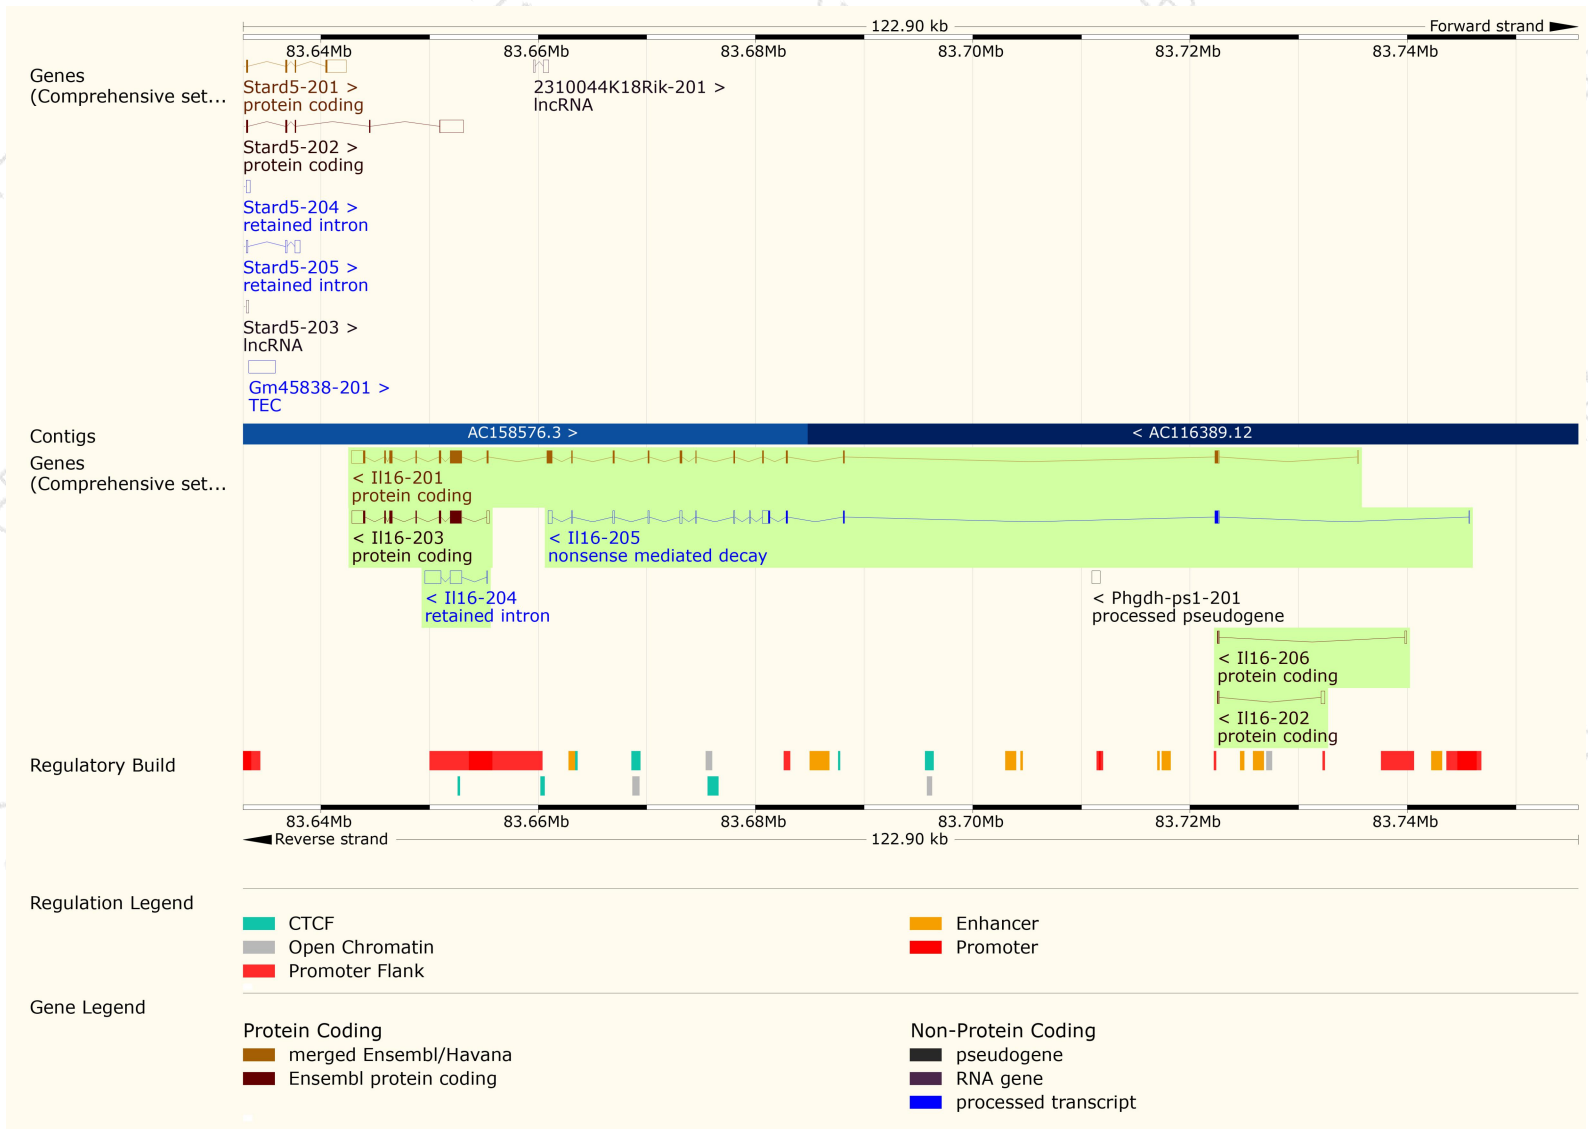 122.90 kb
Forward strand
83.64Mb 83.66Mb 83.68Mb 83.70Mb 83.72Mb 83.74Mb
Genes
(Comprehensive set...
Stard5-201 >
protein coding
2310044K18Rik-201 >
lncRNA
Stard5-202 >
protein coding
Stard5-204 >
retained intron
Stard5-205 >
retained intron
Stard5-203 >
lncRNA
Gm45838-201 >
TEC
Contigs
AC158576.3 >
< AC116389.12
Genes
(Comprehensive set...
< Il16-201
protein coding
< Il16-203
protein coding
< Il16-205
nonsense mediated decay
< Il16-204
retained intron
< Phgdh-ps1-201
processed pseudogene
< Il16-206
protein coding
< Il16-202
protein coding
Regulatory Build
83.64Mb 83.66Mb 83.68Mb 83.70Mb 83.72Mb 83.74Mb
Reverse strand
122.90 kb
Regulation Legend
CTCF
Open Chromatin
Promoter Flank
Enhancer
Promoter
Gene Legend
Protein Coding
merged Ensembl/Havana
Ensembl protein coding
Non-Protein Coding
pseudogene
RNA gene
processed transcript